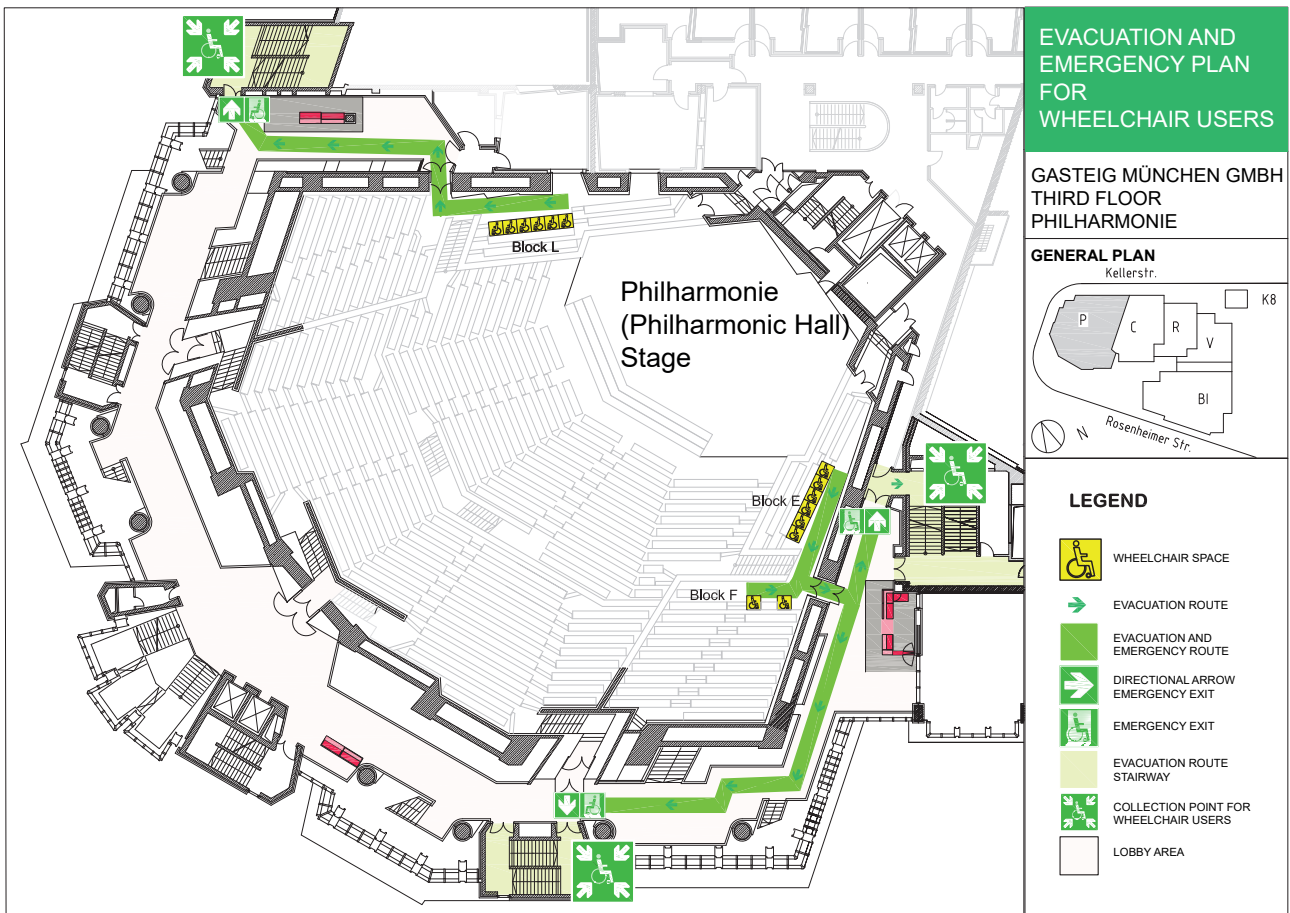 EVACUATION AND
EMERGENCY PLAN
FOR
WHEELCHAIR USERS
GASTEIG MÜNCHEN GMBH
THIRD FLOOR
PHILHARMONIE
GENERAL PLAN
Kellerstr.
K8
P
C
R
V
BI
N
Rosenheimer Str.
Block L
Philharmonie
(Philharmonic Hall)
Stage
Block E
Block F
LEGEND
WHEELCHAIR SPACE
EVACUATION ROUTE
EVACUATION AND
EMERGENCY ROUTE
DIRECTIONAL ARROW
EMERGENCY EXIT
EMERGENCY EXIT
EVACUATION ROUTE
STAIRWAY
COLLECTION POINT FOR
WHEELCHAIR USERS
LOBBY AREA